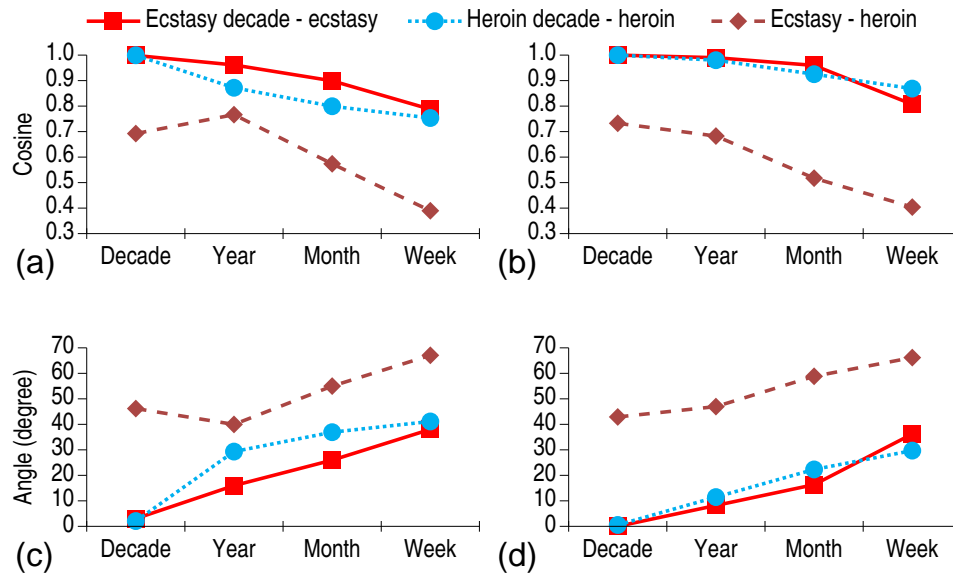 Ecstasy decade - ecstasy Heroin decade - heroin Ecstasy - heroin
Cosine
1.0
0.9
0.8
0.7
0.6
0.5
0.4
0.3
Decade Year Month Week
(a)
1.0
0.9
0.8
0.7
0.6
0.5
0.4
0.3
Decade Year Month Week
(b)
Angle (degree)
70
60
50
40
30
20
10
0
Decade Year Month Week
(c)
70
60
50
40
30
20
10
0
Decade Year Month Week
(d)